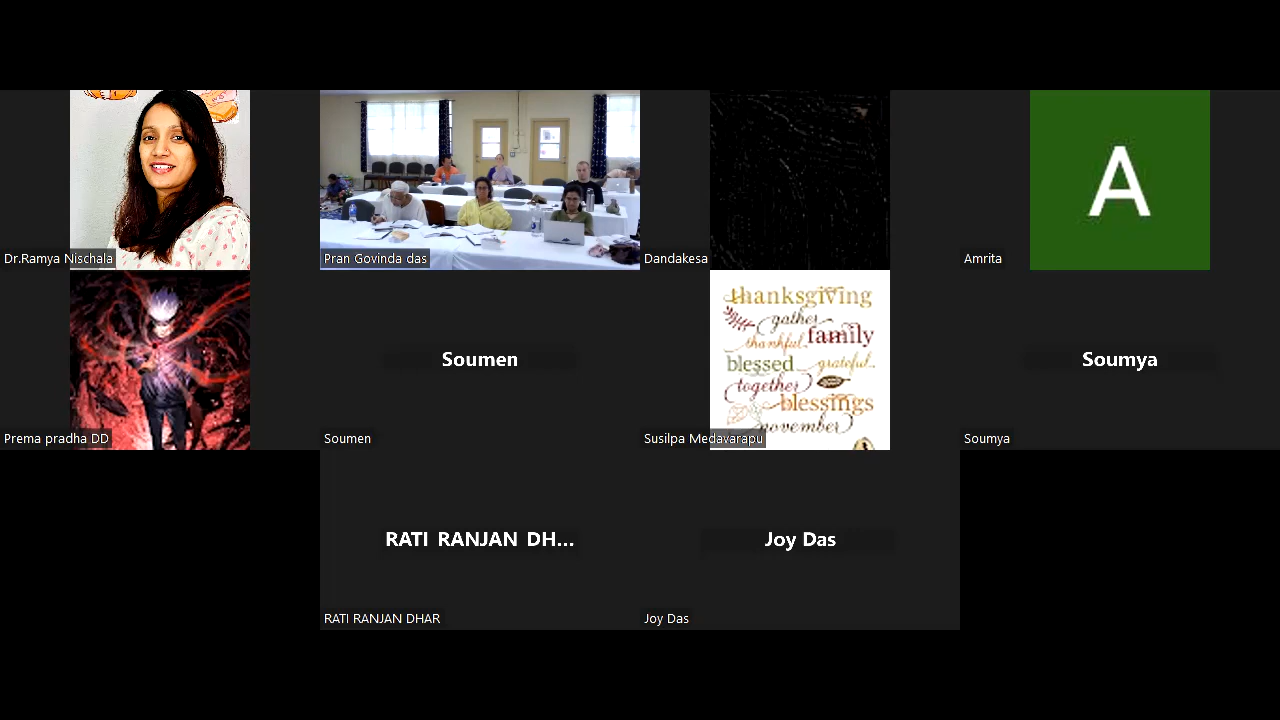 Dr.Ramya Nischala
Pran Govinda das
Dandakesa
A
Amrita
Prema pradha DD
Soumen
Soumen
thanksgiving
gather
thankful family
blessed grateful
together
blessings
november
Susilpa Medavarapu
Soumya
Soumya
RATI RANJAN DH...
RATI RANJAN DHAR
Joy Das
Joy Das